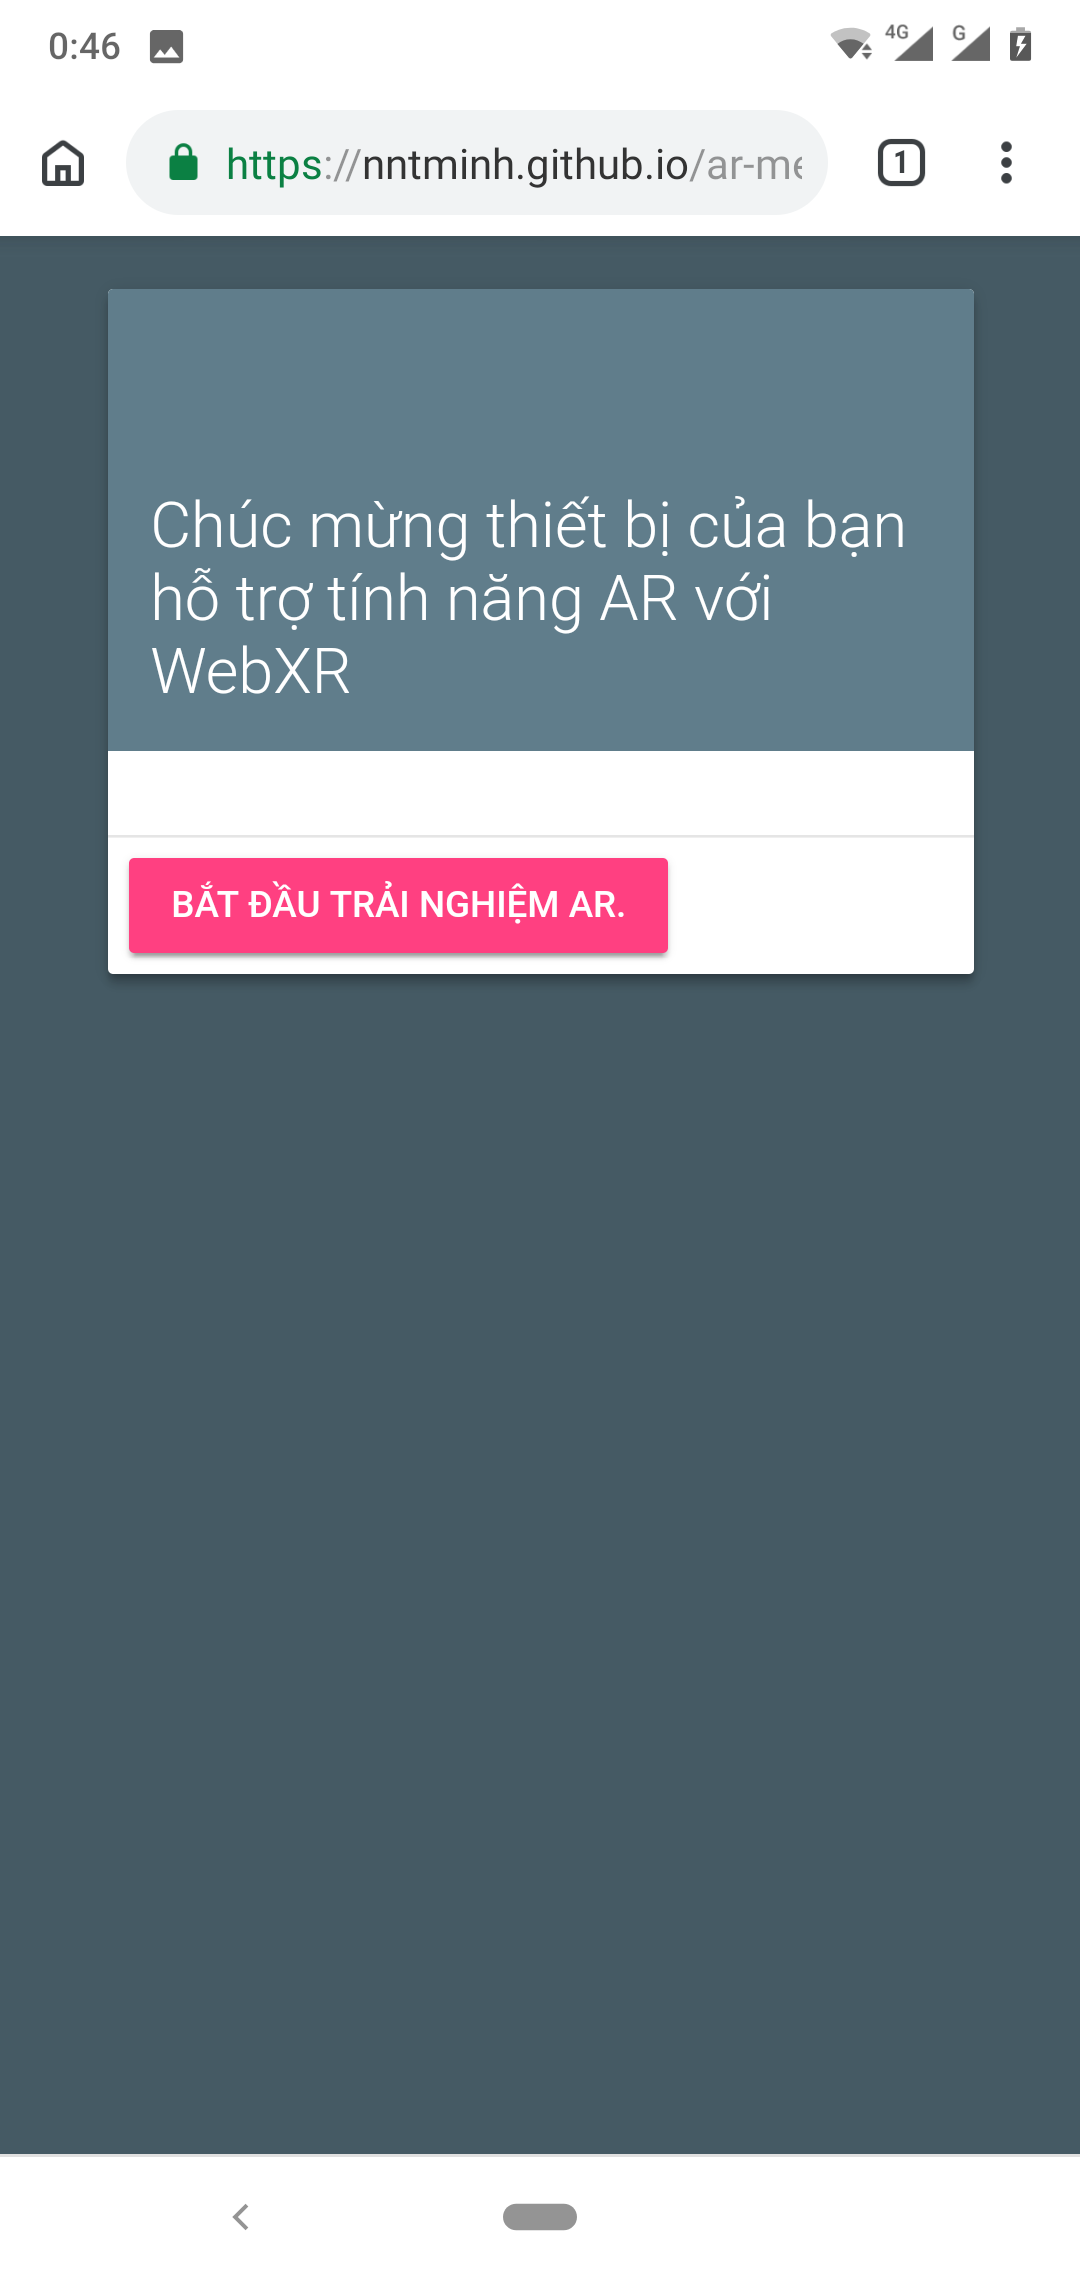 0:46
4G
G
https://nntminh.github.io/ar-me
1
Chúc mừng thiết bị của bạn
hỗ trợ tính năng AR với
WebXR
BẮT ĐẦU TRẢI NGHIỆM AR.